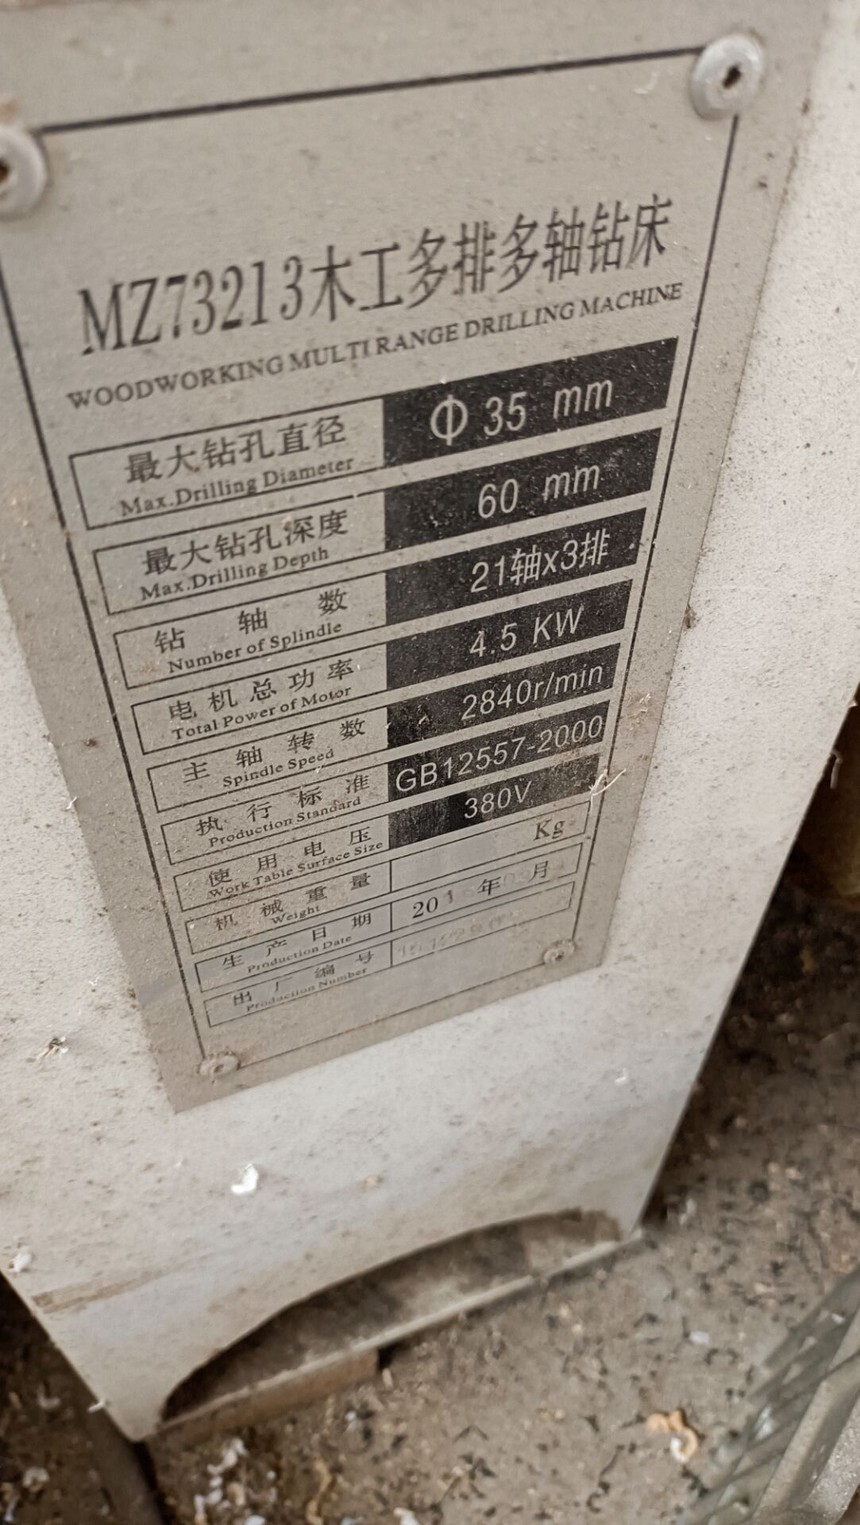 MZ73213木工多排多轴钻床
WOODWORKING MULTI RANGE DRILLING MACHINE
最大钻孔直径 Φ 35 mm
Max.Drilling Diameter
最大钻孔深度 60 mm
Max.Drilling Depth
钻轴数 21轴x3排
Number of Splindle
电机总功率 4.5 KW
Total Power of Motor
主轴转数 2840r/min
Spindle Speed
执行标准 GB12557-2000
Production Standard
使用电压 380V
Work Table Surface Size
机械重量 Kg
Weight
生产日期 201 年 月
Production Date
出厂编号
Production Number